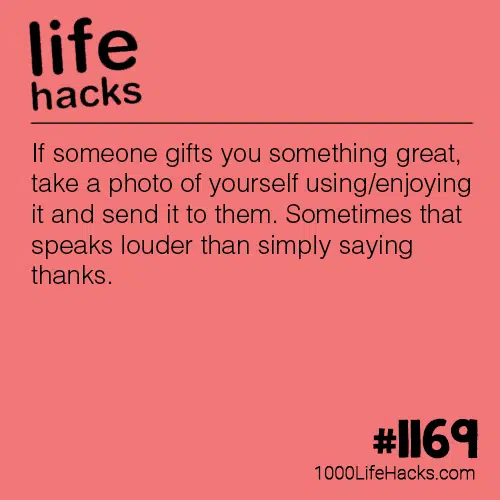 life
hacks
If someone gifts you something great,
take a photo of yourself using/enjoying
it and send it to them. Sometimes that
speaks louder than simply saying
thanks.
#1169
1000LifeHacks.com